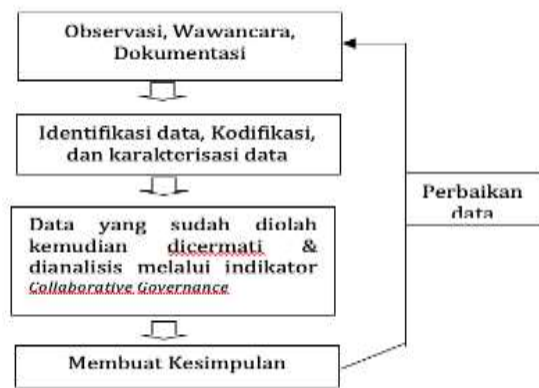 Observasi, Wawancara,
Dokumentasi
Identifikasi data, Kodifikasi,
dan karakterisasi data
Data yang sudah diolah
kemudian dicermati &
dianalisis melalui indikator
Collaborative Governance
Membuat Kesimpulan
Perbaikan
data